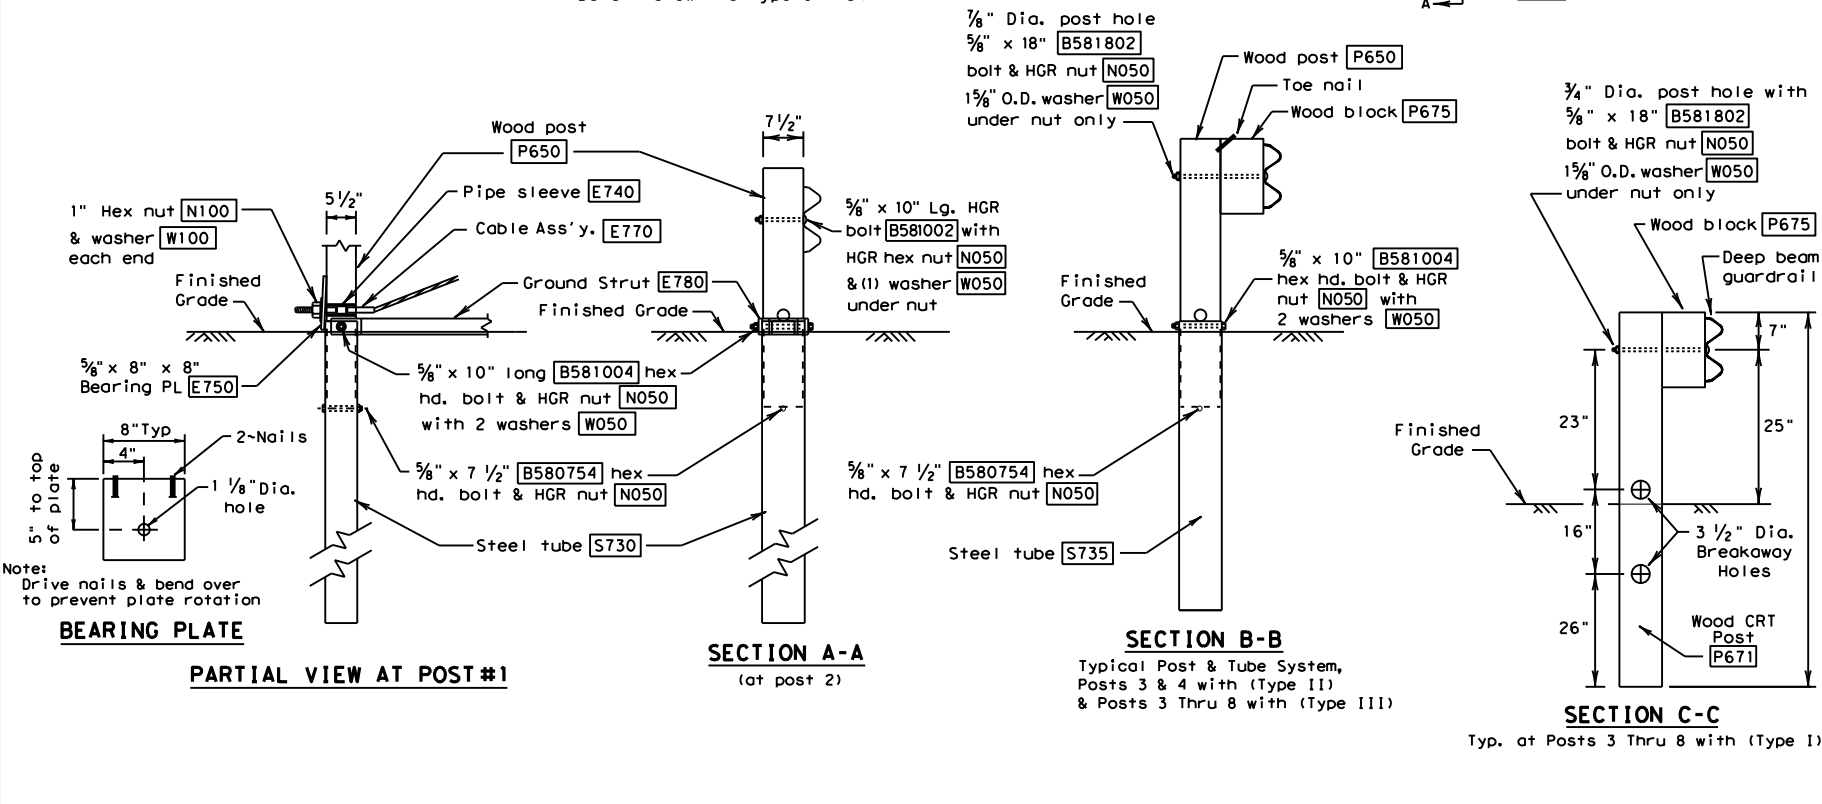 A
7/8" Dia. post hole
5/8" x 18" B581802
bolt & HGR nut N050
1 5/8" O.D. washer W050
under nut only
Wood post P650
Toe nail
Wood block P675
3/4" Dia. post hole with
5/8" x 18" B581802
bolt & HGR nut N050
1 5/8" O.D. washer W050
under nut only
Wood block P675
Deep beam
guardrail
Wood post
P650
7 1/2"
5 1/2"
Pipe sleeve E740
Cable Ass'y. E770
1" Hex nut N100
& washer W100
each end
Finished
Grade
Ground Strut E780
Finished Grade
5/8" x 10" Lg. HGR
bolt B581002 with
HGR hex nut N050
& (1) washer W050
under nut
Finished
Grade
5/8" x 10" B581004
hex hd. bolt & HGR
nut N050 with
2 washers W050
5/8" x 8" x 8"
Bearing PL E750
5/8" x 10" long B581004 hex
hd. bolt & HGR nut N050
with 2 washers W050
8"Typ
4"
2~Nails
5" to top
of plate
1 1/8"Dia.
hole
5/8" x 7 1/2" B580754 hex
hd. bolt & HGR nut N050
Steel tube S730
5/8" x 7 1/2" B580754 hex
hd. bolt & HGR nut N050
Steel tube S735
7"
23"
25"
Finished
Grade
16"
3 1/2" Dia.
Breakaway
Holes
26"
Wood CRT
Post
P671
Note:
Drive nails & bend over
to prevent plate rotation
BEARING PLATE
PARTIAL VIEW AT POST#1
SECTION A-A
(at post 2)
SECTION B-B
Typical Post & Tube System,
Posts 3 & 4 with (Type II)
& Posts 3 Thru 8 with (Type III)
SECTION C-C
Typ. at Posts 3 Thru 8 with (Type I)